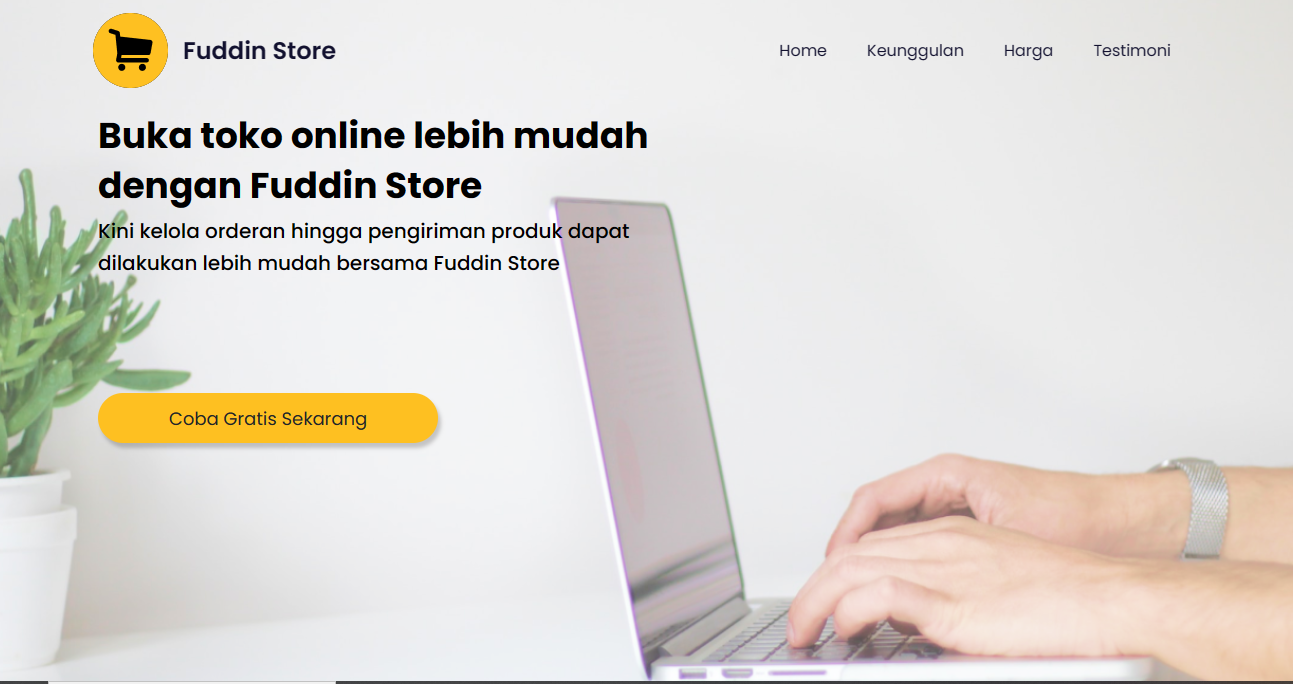 Fuddin Store
Home Keunggulan Harga Testimoni
Buka toko online lebih mudah
dengan Fuddin Store
Kini kelola orderan hingga pengiriman produk dapat
dilakukan lebih mudah bersama Fuddin Store
Coba Gratis Sekarang